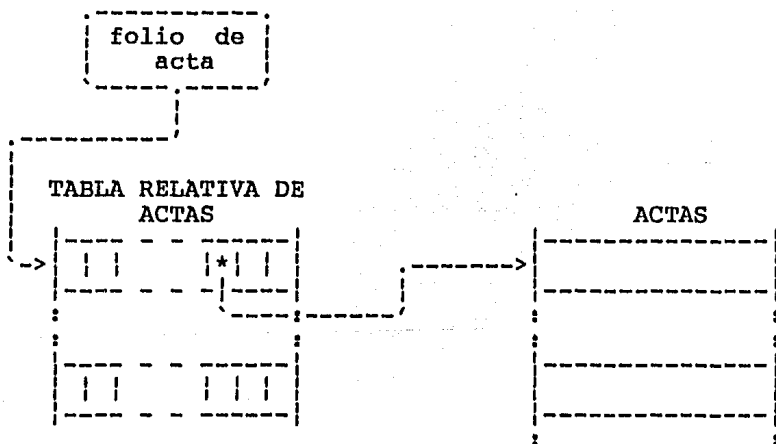 folio de
acta
TABLA RELATIVA DE
ACTAS
ACTAS
*